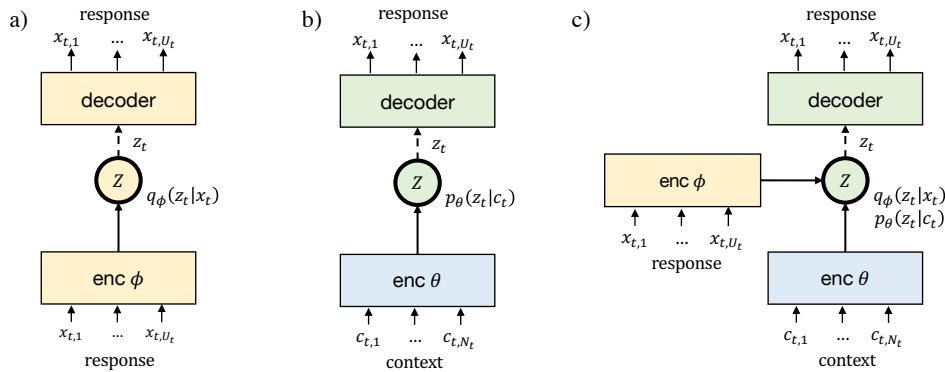 a)
response
x_{t,1} ... x_{t,U_t}
decoder
z_t
Z
q_ϕ(z_t|x_t)
enc ϕ
x_{t,1} ... x_{t,U_t}
response
b)
response
x_{t,1} ... x_{t,U_t}
decoder
z_t
Z
p_θ(z_t|c_t)
enc θ
c_{t,1} ... c_{t,N_t}
context
c)
response
x_{t,1} ... x_{t,U_t}
decoder
z_t
enc ϕ
Z
q_ϕ(z_t|x_t)
p_θ(z_t|c_t)
x_{t,1} ... x_{t,U_t}
response
enc θ
c_{t,1} ... c_{t,N_t}
context